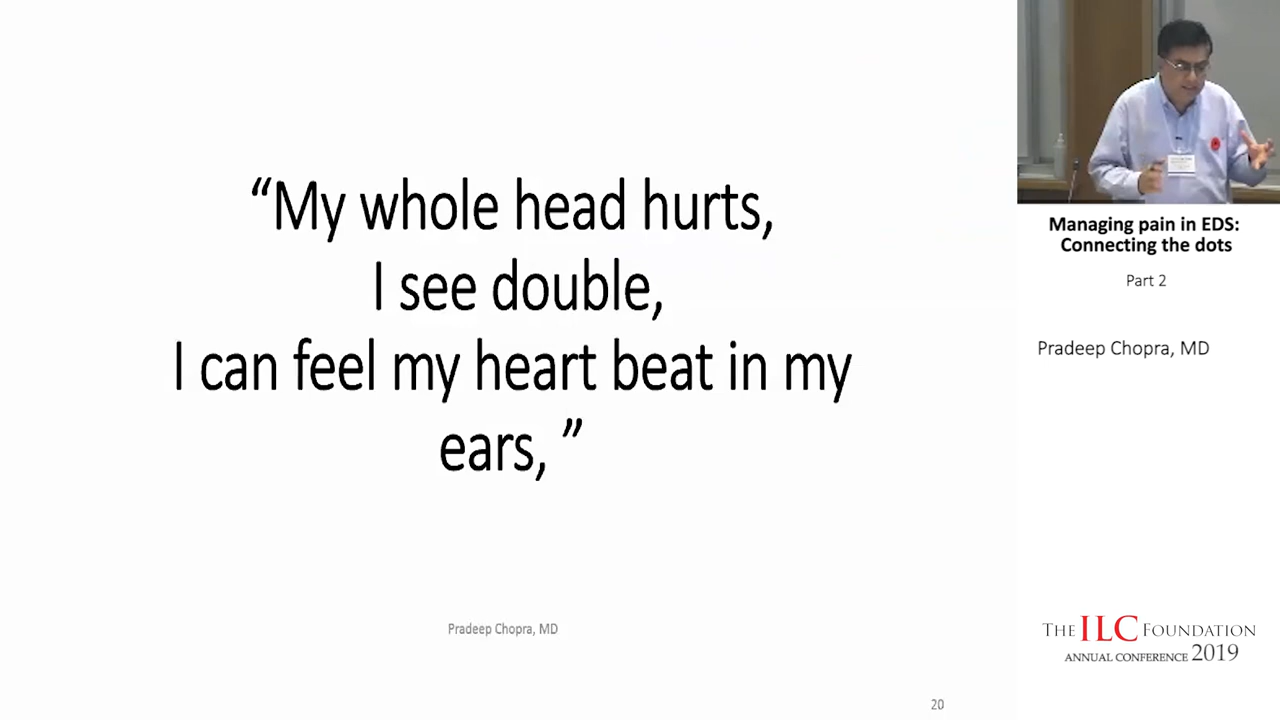 “My whole head hurts,
I see double,
I can feel my heart beat in my
ears, ”
Pradeep Chopra, MD
20
Managing pain in EDS:
Connecting the dots
Part 2
Pradeep Chopra, MD
THE ILC FOUNDATION
ANNUAL CONFERENCE 2019